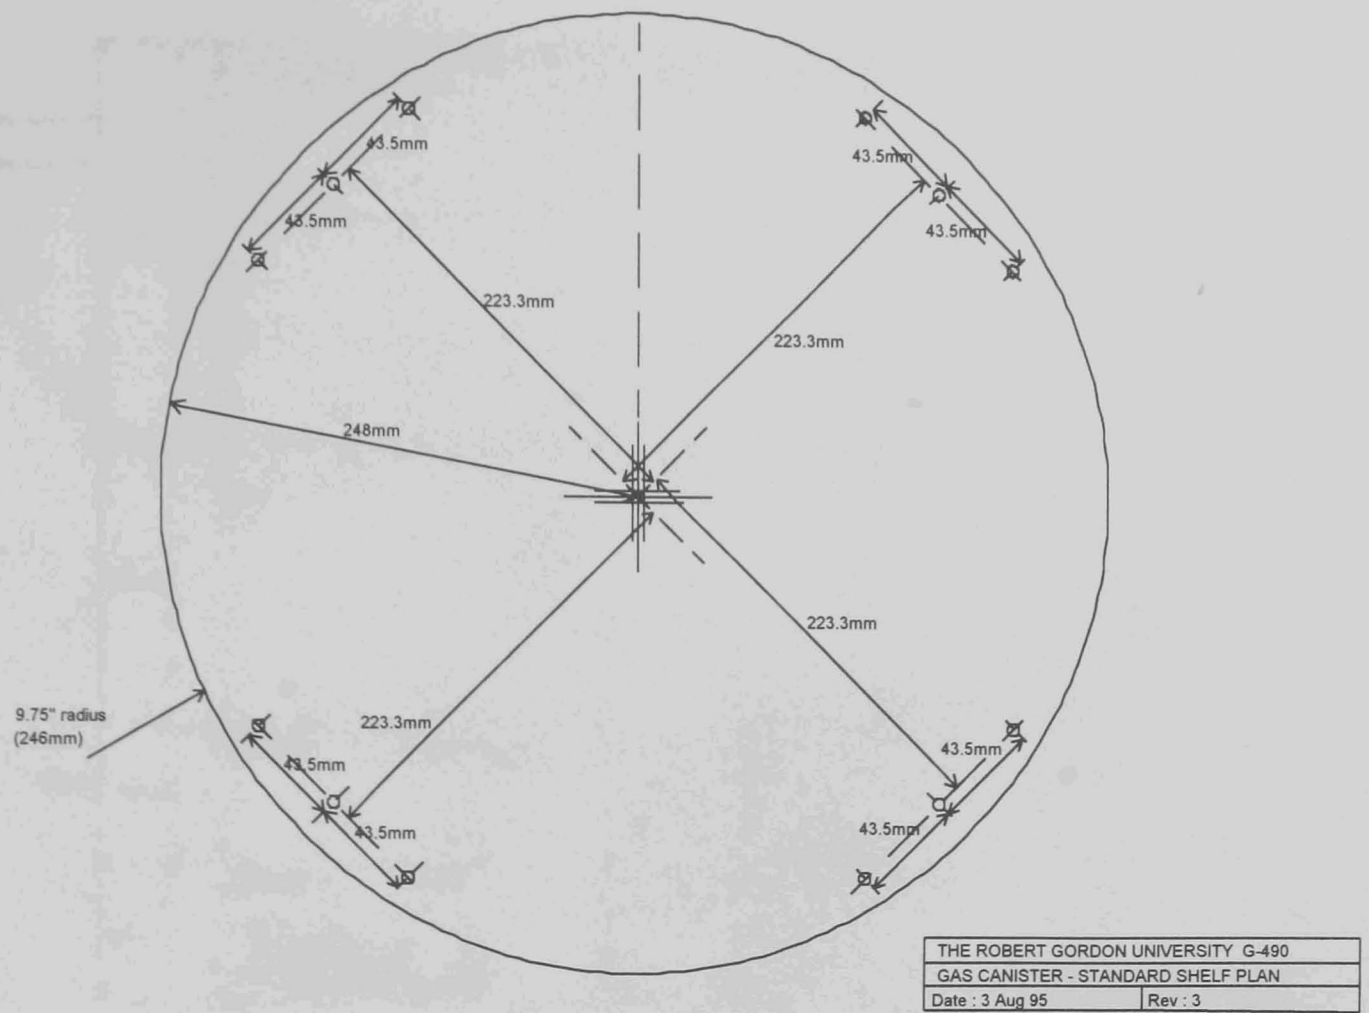 43.5mm
43.5mm
43.5mm
43.5mm
223.3mm
223.3mm
248mm
223.3mm
9.75" radius
(246mm)
223.3mm
43.5mm
43.5mm
43.5mm
43.5mm
THE ROBERT GORDON UNIVERSITY G-490
GAS CANISTER - STANDARD SHELF PLAN
Date : 3 Aug 95 Rev : 3